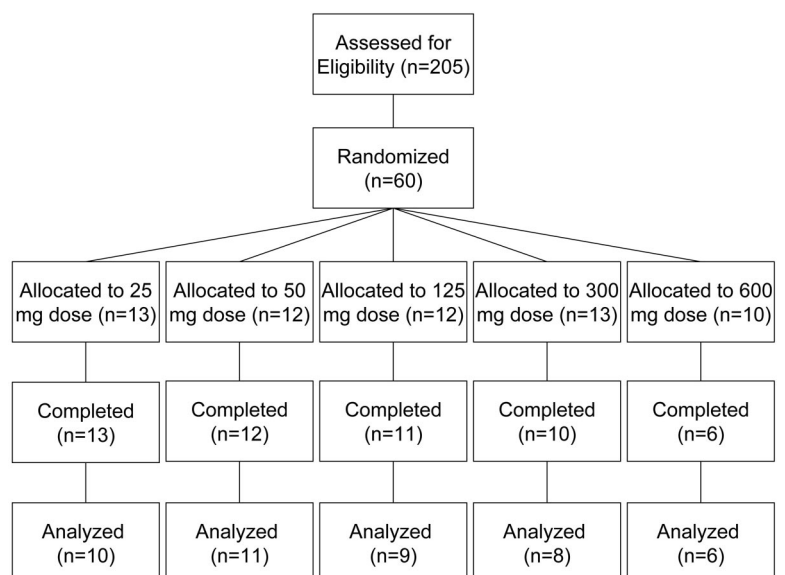 Assessed for
Eligibility (n=205)
Randomized
(n=60)
Allocated to 25
mg dose (n=13)
Allocated to 50
mg dose (n=12)
Allocated to 125
mg dose (n=12)
Allocated to 300
mg dose (n=13)
Allocated to 600
mg dose (n=10)
Completed
(n=13)
Completed
(n=12)
Completed
(n=11)
Completed
(n=10)
Completed
(n=6)
Analyzed
(n=10)
Analyzed
(n=11)
Analyzed
(n=9)
Analyzed
(n=8)
Analyzed
(n=6)